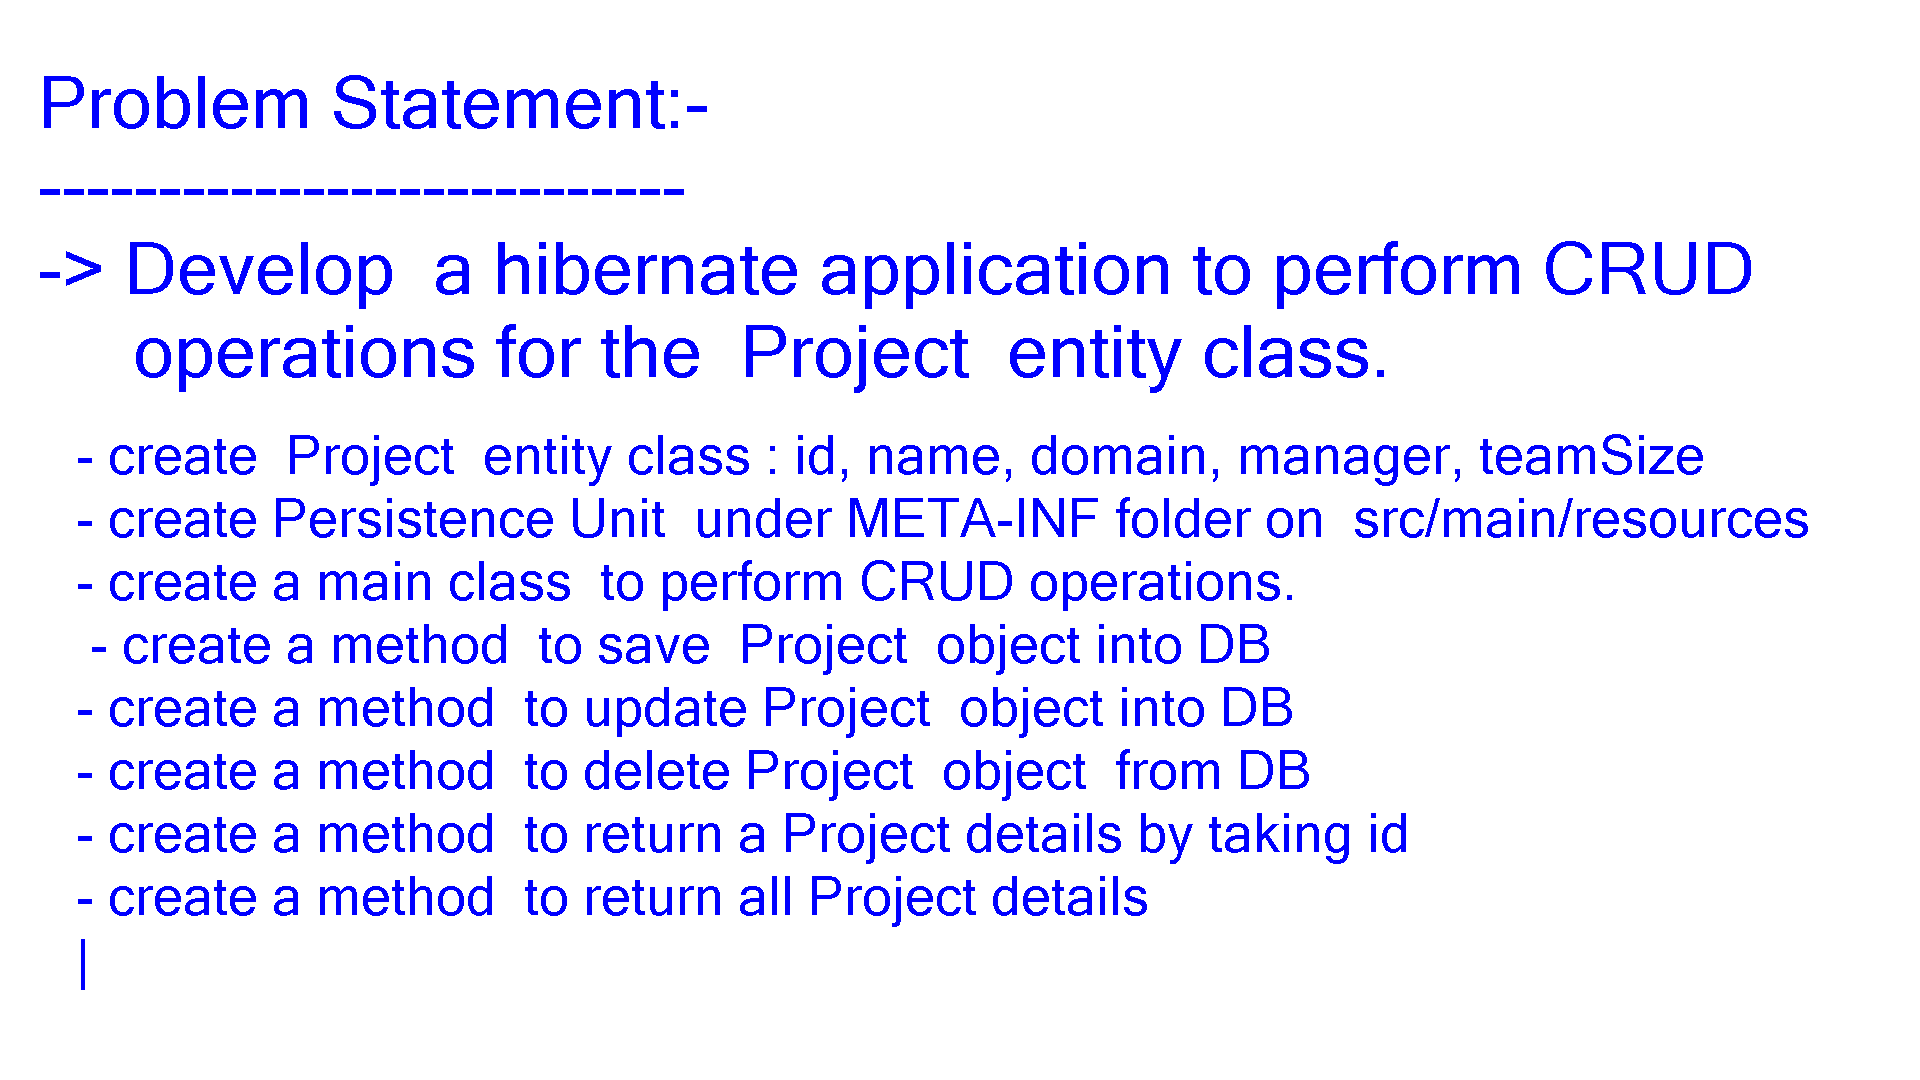 Problem Statement:-
---------------------------
-> Develop  a hibernate application to perform CRUD
operations for the  Project  entity class.
- create  Project  entity class : id, name, domain, manager, teamSize
- create Persistence Unit  under META-INF folder on  src/main/resources
- create a main class  to perform CRUD operations.
- create a method  to save  Project  object into DB
- create a method  to update Project  object into DB
- create a method  to delete Project  object  from DB
- create a method  to return a Project details by taking id
- create a method  to return all Project details
|